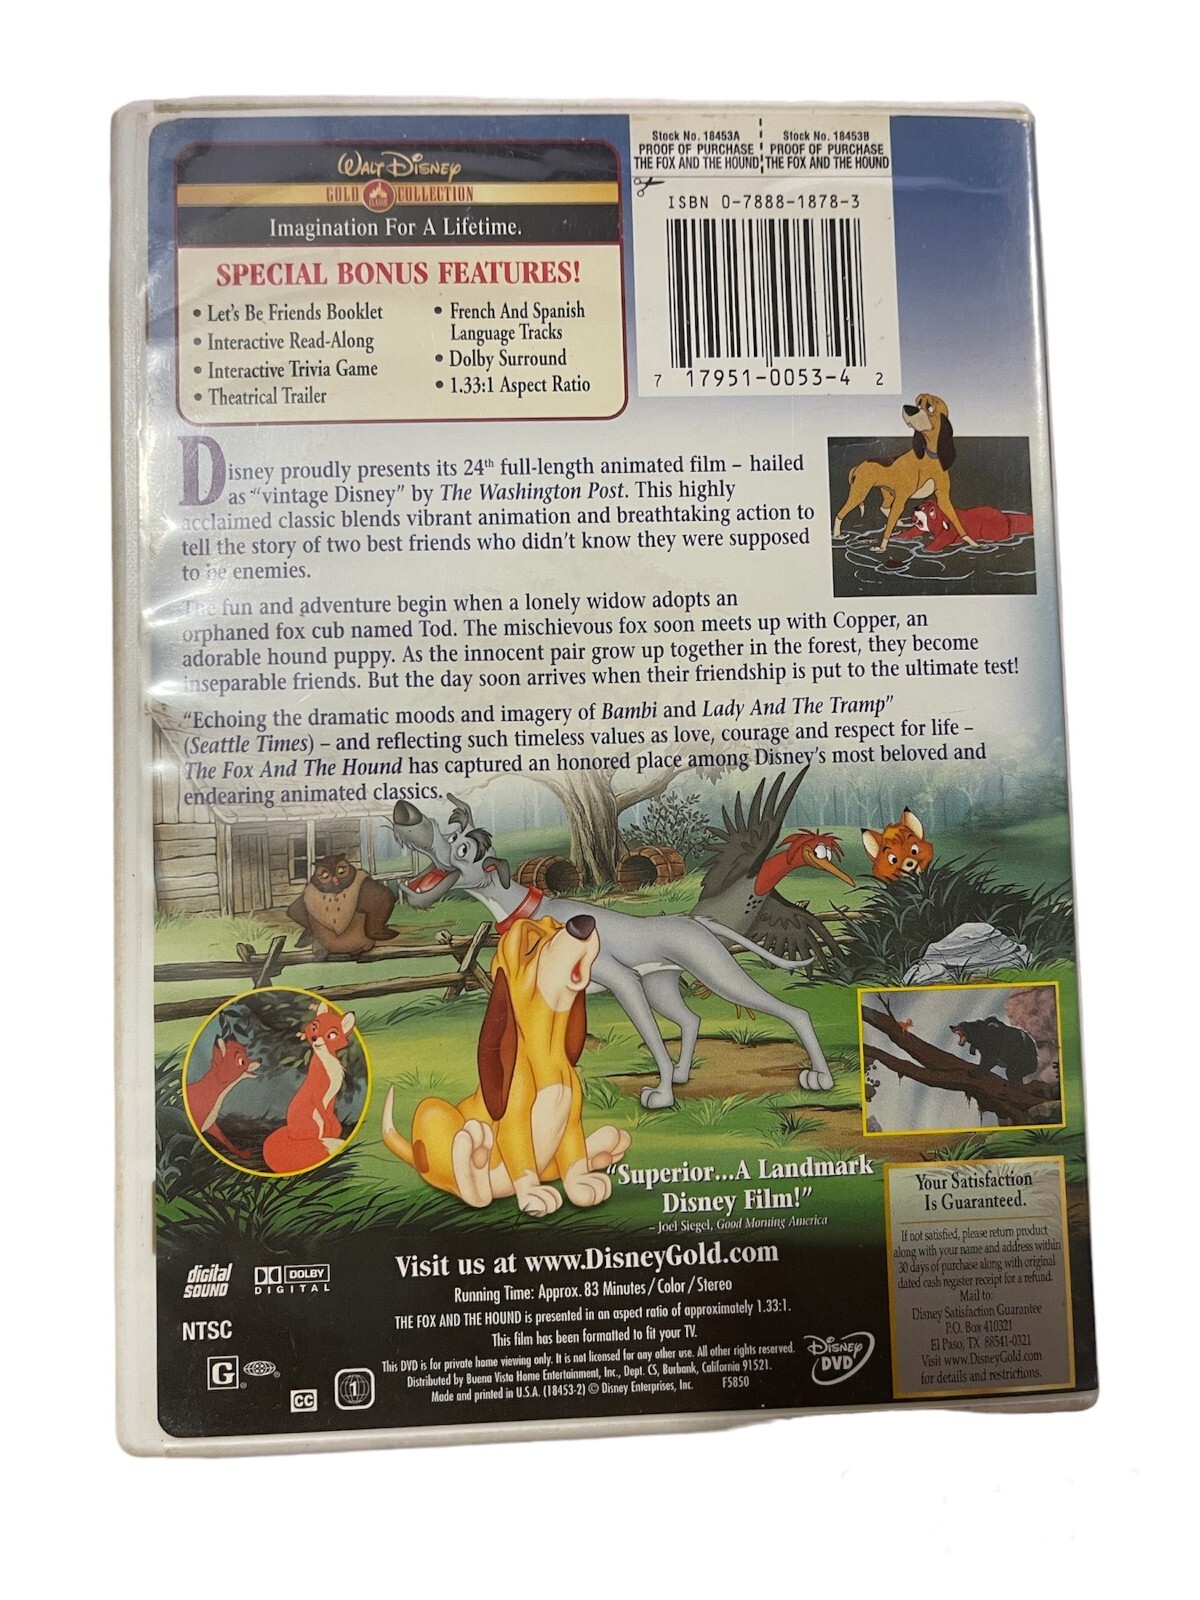 WALT DISNEY
GOLD COLLECTION
Imagination For A Lifetime.
SPECIAL BONUS FEATURES!
• Let's Be Friends Booklet
• Interactive Read-Along
• Interactive Trivia Game
• Theatrical Trailer
• French And Spanish
Language Tracks
• Dolby Surround
• 1.33:1 Aspect Ratio
Stock No. 18453A
PROOF OF PURCHASE
THE FOX AND THE HOUND
Stock No. 18453B
PROOF OF PURCHASE
THE FOX AND THE HOUND
ISBN 0-7888-1878-3
7 17951-0053-4 2
Disney proudly presents its 24th full-length animated film – hailed
as "vintage Disney" by The Washington Post. This highly
acclaimed classic blends vibrant animation and breathtaking action to
tell the story of two best friends who didn't know they were supposed
to be enemies.
The fun and adventure begin when a lonely widow adopts an
orphaned fox cub named Tod. The mischievous fox soon meets up with Copper, an
adorable hound puppy. As the innocent pair grow up together in the forest, they become
inseparable friends. But the day soon arrives when their friendship is put to the ultimate test!
"Echoing the dramatic moods and imagery of Bambi and Lady And The Tramp"
(Seattle Times) – and reflecting such timeless values as love, courage and respect for life –
The Fox And The Hound has captured an honored place among Disney's most beloved and
endearing animated classics.
"Superior...A Landmark
Disney Film!"
– Joel Siegel, Good Morning America
Visit us at www.DisneyGold.com
Running Time: Approx. 83 Minutes / Color / Stereo
THE FOX AND THE HOUND is presented in an aspect ratio of approximately 1.33:1.
This film has been formatted to fit your TV.
This DVD is for private home viewing only. It is not licensed for any other use. All other rights reserved.
Distributed by Buena Vista Home Entertainment, Inc., Dept. CS, Burbank, California 91521.
Made and printed in U.S.A. (18453-2) © Disney Enterprises, Inc. F5850
digital
SOUND
DOLBY
DIGITAL
NTSC
G
CC
1
DISNEY
DVD
Your Satisfaction
Is Guaranteed.
If not satisfied, please return product
along with your name and address within
30 days of purchase along with original
dated cash register receipt for a refund.
Mail to:
Disney Satisfaction Guarantee
P.O. Box 410321
El Paso, TX 88541-0321
Visit www.DisneyGold.com
for details and restrictions.